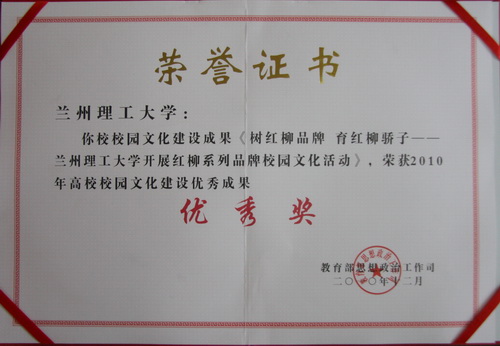 荣誉证书
兰州理工大学：
你校校园文化建设成果《树红柳品牌 育红柳骄子——
兰州理工大学开展红柳系列品牌校园文化活动》，荣获2010
年高校校园文化建设优秀成果
优秀奖
教育部思想政治工作司
二〇一〇年十二月